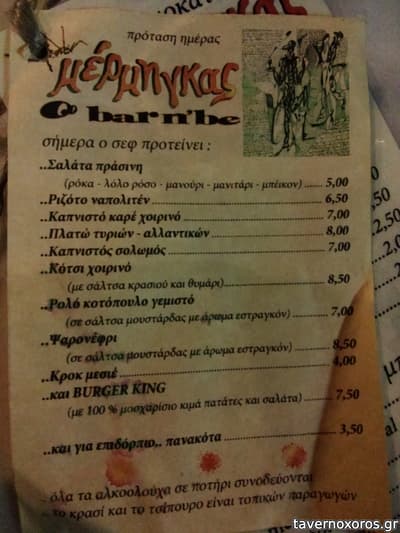 πρόταση ημέρας
μέρμηγκας
Ο bar n' be
σήμερα ο σεφ προτείνει :
..Σαλάτα πράσινη
(ρόκα - λόλο ρόσο - μανούρι - μανιτάρι - μπέικον) ..... 5,00
..Ριζότο ναπολιτέν ..... 6,50
..Καπνιστό καρέ χοιρινό ..... 7,00
..Πλατώ τυριών - αλλαντικών ..... 8,00
..Καπνιστός σολωμός ..... 7,00
..Κότσι χοιρινό
(με σάλτσα κρασιού και θυμάρι) ..... 8,50
..Ρολό κοτόπουλο γεμιστό
(σε σάλτσα μουστάρδας με άρωμα εστραγκόν) ..... 7,00
..Ψαρονέφρι
(σε σάλτσα μουστάρδας με άρωμα εστραγκόν) ..... 8,50
..Κροκ μεσιέ ..... 4,00
..και BURGER KING
(με 100 % μοσχαρίσιο κιμά πατάτες και σαλάτα) ..... 7,50
..και για επιδόρπιο.. πανακότα ..... 3,50
..όλα τα αλκοολούχα σε ποτήρι συνοδεύονται
..το κρασί και το τσίπουρο είναι τοπικών παραγωγών
tavernoxoros.gr